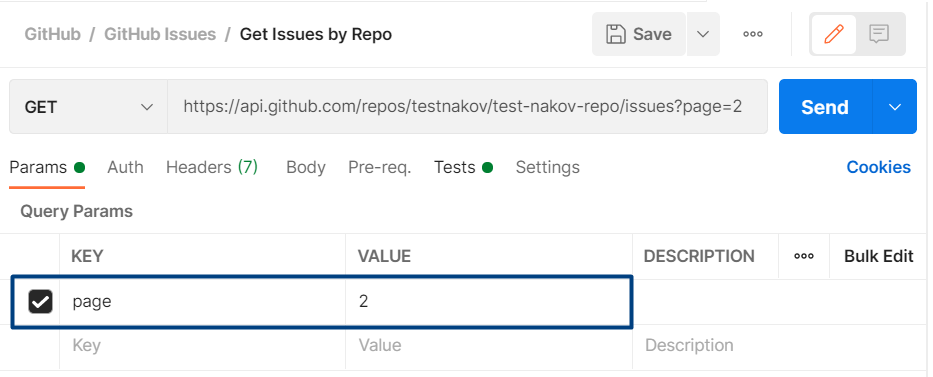 GitHub / GitHub Issues / Get Issues by Repo Save ooo
GET https://api.github.com/repos/testnakov/test-nakov-repo/issues?page=2 Send
Params Auth Headers (7) Body Pre-req. Tests Settings Cookies
Query Params
KEY VALUE DESCRIPTION ooo Bulk Edit
page 2
Key Value Description